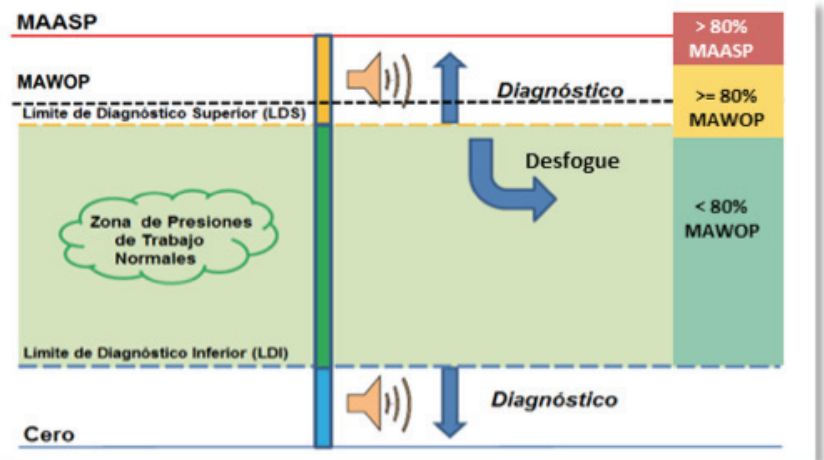 MAASP
> 80%
MAASP
MAWOP
Diagnóstico
>= 80%
MAWOP
Límite de Diagnóstico Superior (LDS)
Desfogue
Zona de Presiones
de Trabajo
Normales
< 80%
MAWOP
Límite de Diagnóstico Inferior (LDI)
Diagnóstico
Cero